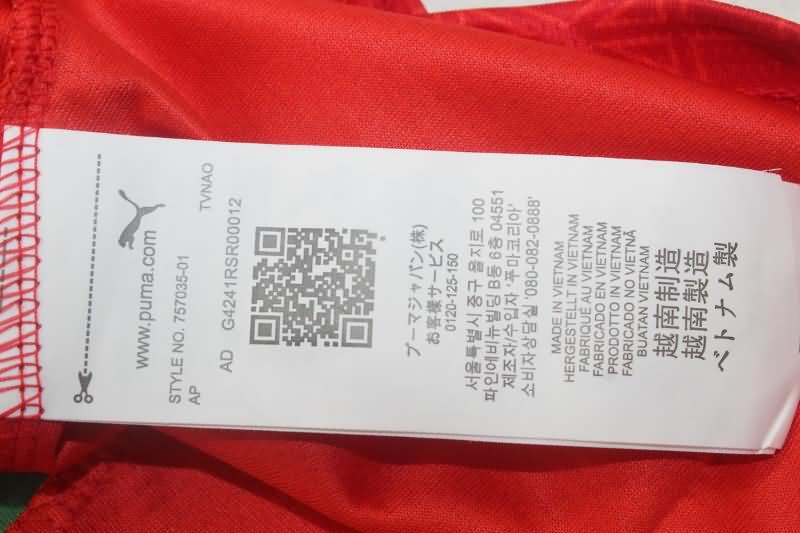 www.puma.com
STYLE NO. 757035-01
AP
TVNAO
AD G4241RSR00012
プーマジャパン(株)
お客様サービス
0120-125-150
서울특별시 중구 을지로 100
파인에비뉴빌딩 B동 6층 04551
제조자/수입자 '푸마코리아'
소비자상담실 '080-082-0888'
MADE IN VIETNAM
HERGESTELLT IN VIETNAM
FABRIQUÉ AU VIETNAM
FABRICADO EN VIETNAM
PRODOTTO IN VIETNAM
FABRICADO NO VIETNÃ
BUATAN VIETNAM
越南制造
越南製造
ベトナム製